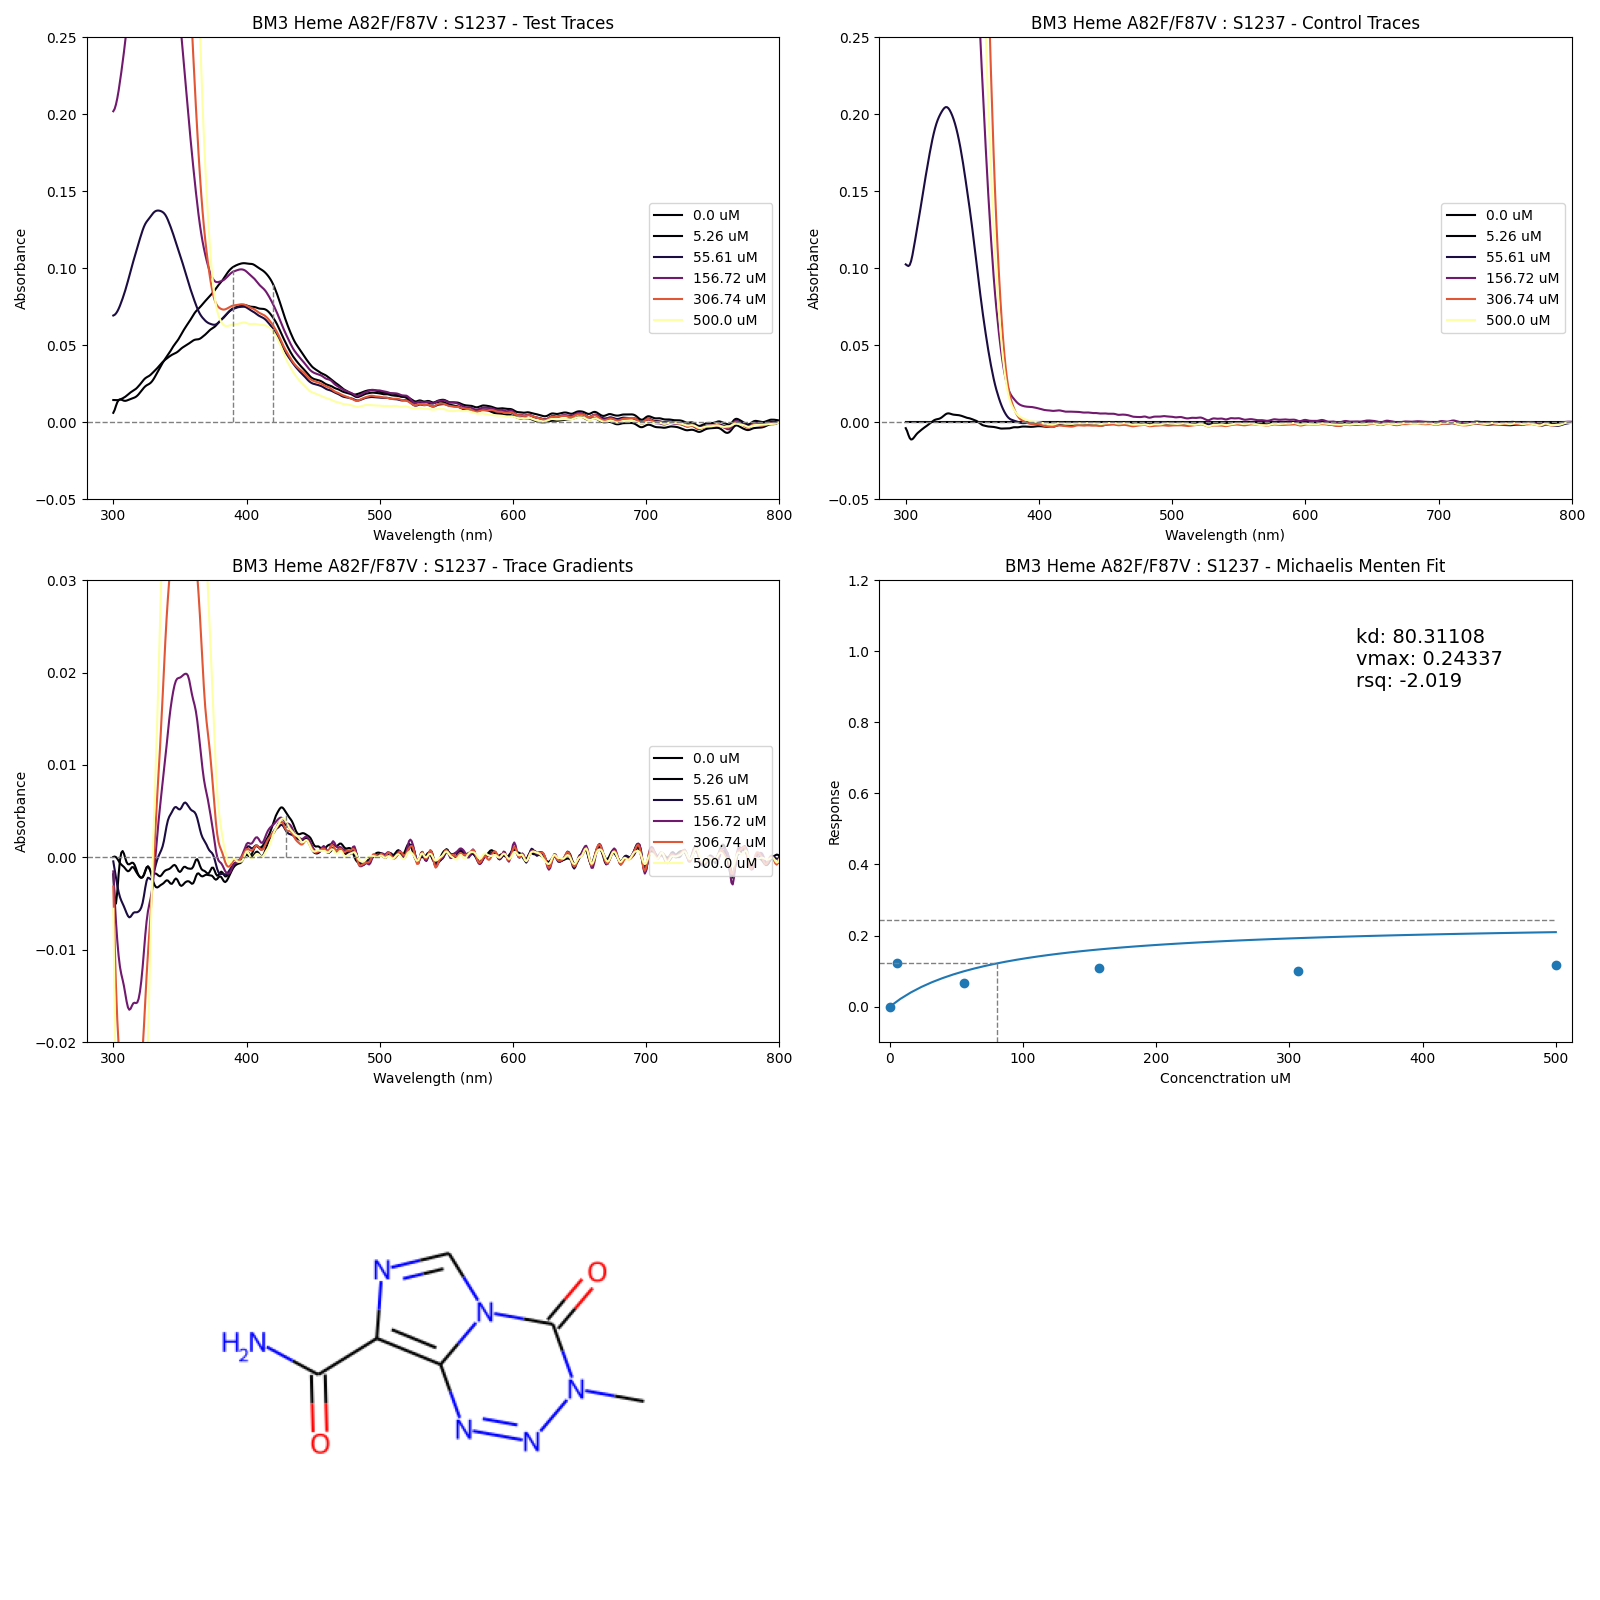 BM3 Heme A82F/F87V : S1237 - Test Traces
0.25
0.20
0.15
0.10
0.05
0.00
−0.05
Absorbance
300 400 500 600 700 800
Wavelength (nm)
0.0 uM
5.26 uM
55.61 uM
156.72 uM
306.74 uM
500.0 uM
BM3 Heme A82F/F87V : S1237 - Control Traces
0.25
0.20
0.15
0.10
0.05
0.00
−0.05
Absorbance
300 400 500 600 700 800
Wavelength (nm)
0.0 uM
5.26 uM
55.61 uM
156.72 uM
306.74 uM
500.0 uM
BM3 Heme A82F/F87V : S1237 - Trace Gradients
0.03
0.02
0.01
0.00
−0.01
−0.02
Absorbance
300 400 500 600 700 800
Wavelength (nm)
0.0 uM
5.26 uM
55.61 uM
156.72 uM
306.74 uM
500.0 uM
BM3 Heme A82F/F87V : S1237 - Michaelis Menten Fit
1.2
1.0
0.8
0.6
0.4
0.2
0.0
Response
0 100 200 300 400 500
Concenctration uM
kd: 80.31108
vmax: 0.24337
rsq: -2.019
N
O
N
H2N
N
N
N
O